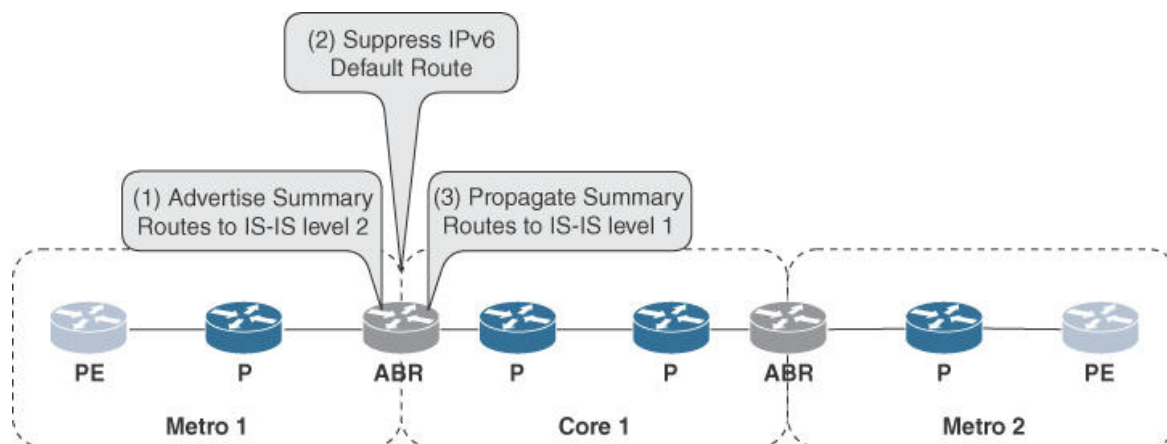 (2) Suppress IPv6
Default Route
(1) Advertise Summary
Routes to IS-IS level 2
(3) Propagate Summary
Routes to IS-IS level 1
PE
P
ABR
P
P
ABR
P
PE
Metro 1
Core 1
Metro 2